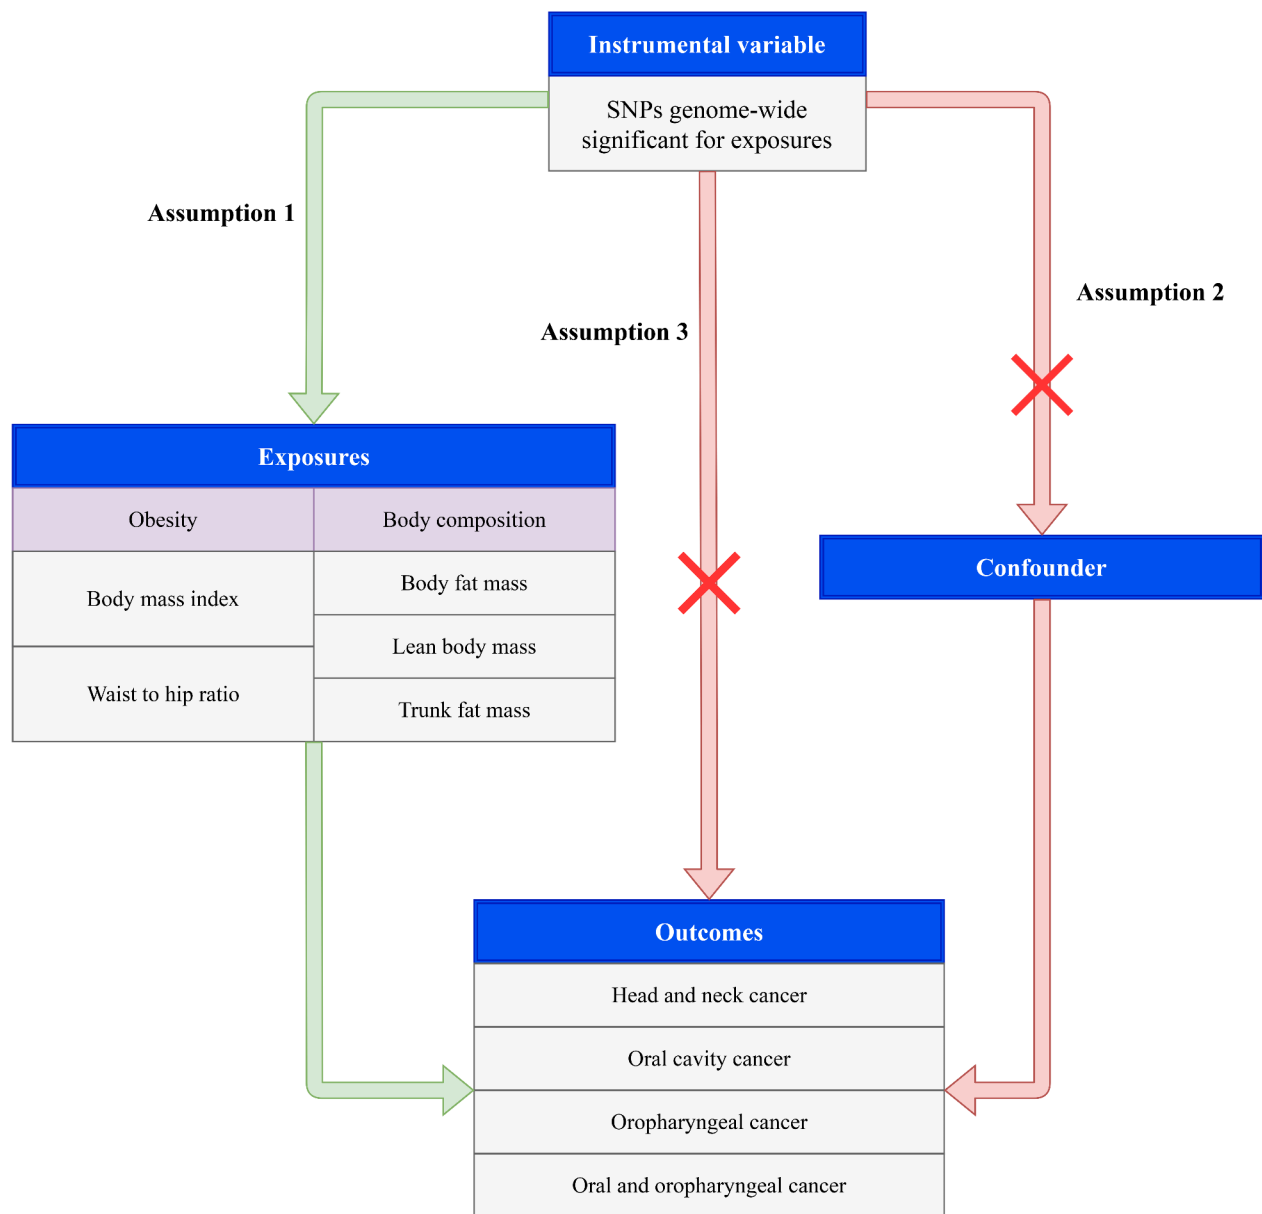 Instrumental variable
SNPs genome-wide
significant for exposures
Assumption 1
Assumption 2
Assumption 3
Exposures
Obesity
Body composition
Body mass index
Waist to hip ratio
Body fat mass
Lean body mass
Trunk fat mass
Confounder
Outcomes
Head and neck cancer
Oral cavity cancer
Oropharyngeal cancer
Oral and oropharyngeal cancer